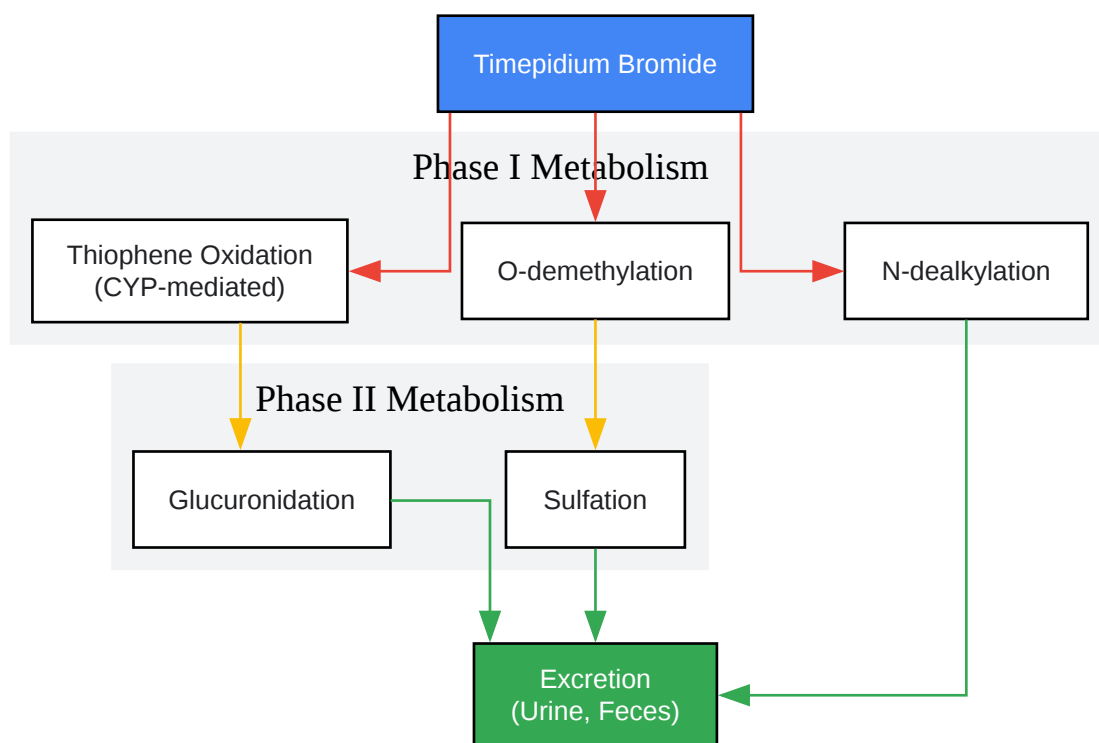 Timepidium Bromide
Phase I Metabolism
Thiophene Oxidation
(CYP-mediated)
O-demethylation
N-dealkylation
Phase II Metabolism
Glucuronidation
Sulfation
Excretion
(Urine, Feces)